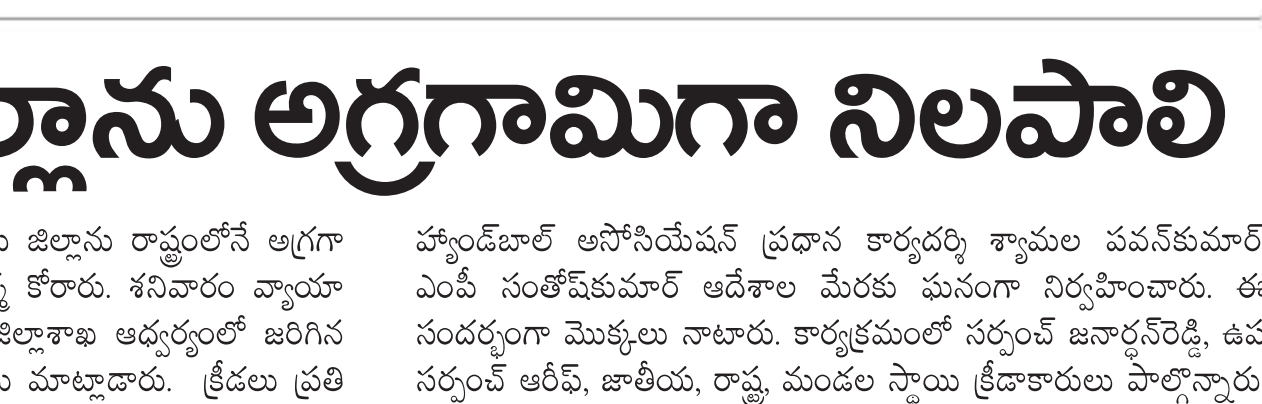 అగ్రగామిగా నిలపాలి
జిల్లాను రాష్ట్రంలోనే అగ్రగా
కోరారు. శనివారం వ్యాయా
జిల్లాశాఖ ఆధ్వర్యంలో జరిగిన
మాట్లాడారు. క్రీడలు ప్రతి
హ్యాండ్‌బాల్ అసోసియేషన్ ప్రధాన కార్యదర్శి శ్యామల పవన్‌కుమార్
ఎంపీ సంతోష్‌కుమార్ ఆదేశాల మేరకు ఘనంగా నిర్వహించారు. ఈ
సందర్భంగా మొక్కలు నాటారు. కార్యక్రమంలో సర్పంచ్ జనార్ధన్‌రెడ్డి, ఉప
సర్పంచ్ ఆరీఫ్, జాతీయ, రాష్ట్ర, మండల స్థాయి క్రీడాకారులు పాల్గొన్నారు